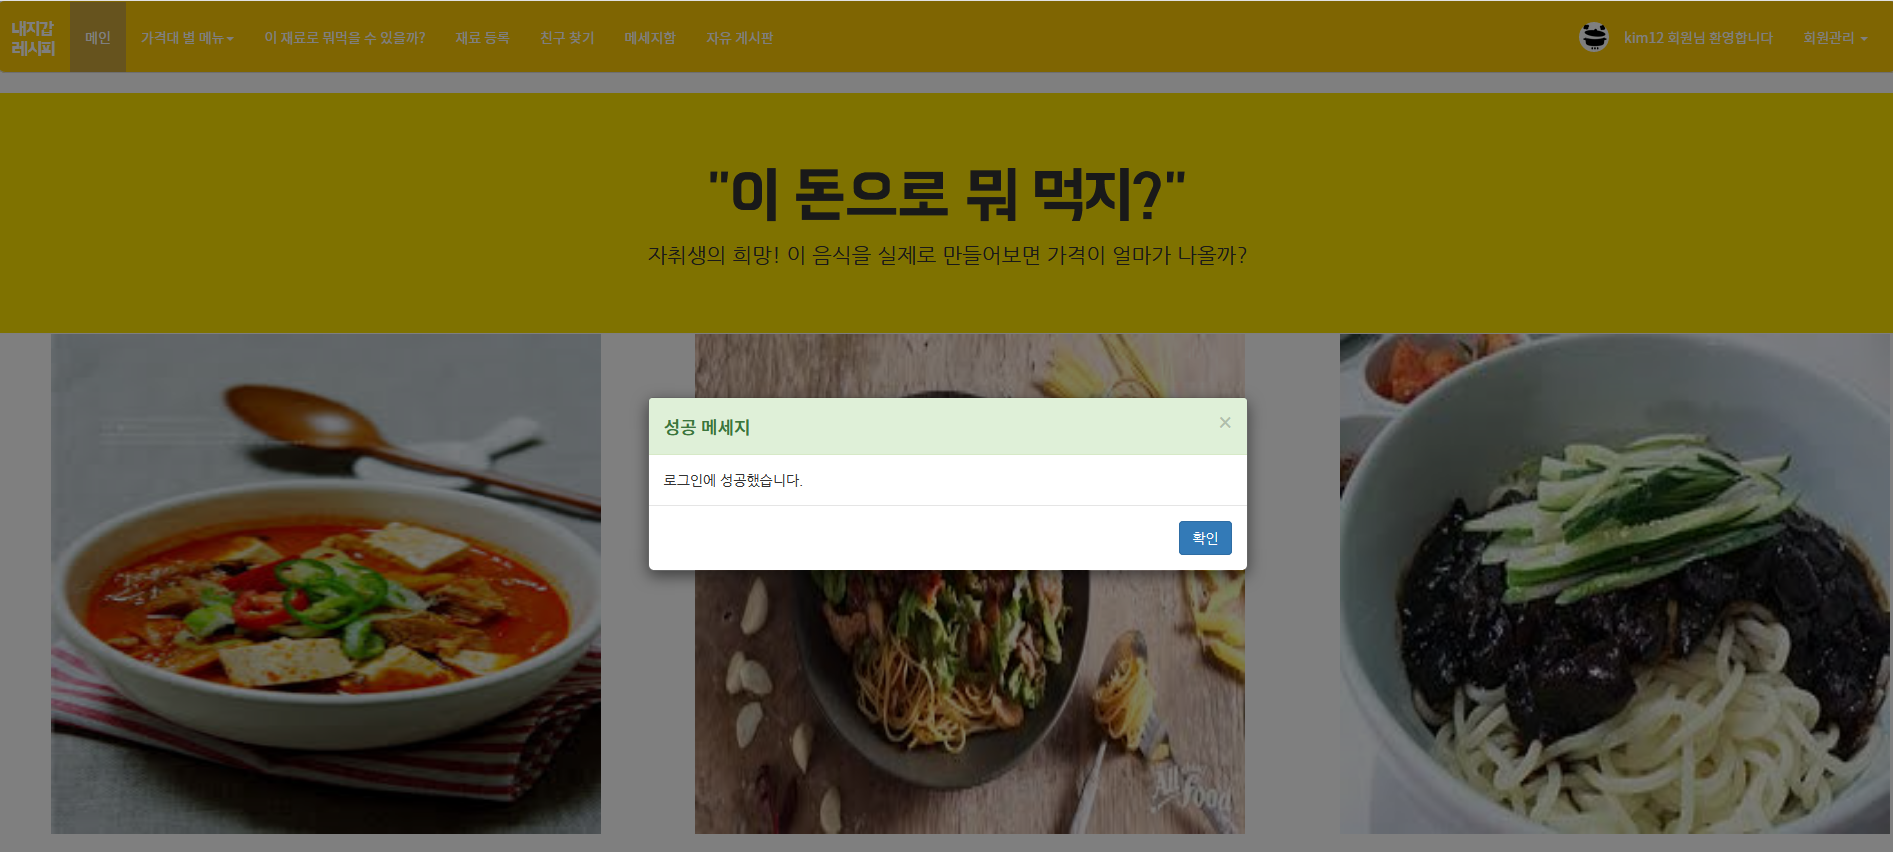 내지갑
레시피
메인
가격대 별 메뉴
이 재료로 뭐먹을 수 있을까?
재료 등록
친구 찾기
메세지함
자유 게시판
kim12 회원님 환영합니다
회원관리
"이 돈으로 뭐 먹지?"
자취생의 희망! 이 음식을 실제로 만들어보면 가격이 얼마가 나올까?
성공 메세지
×
로그인에 성공했습니다.
확인
All
Food